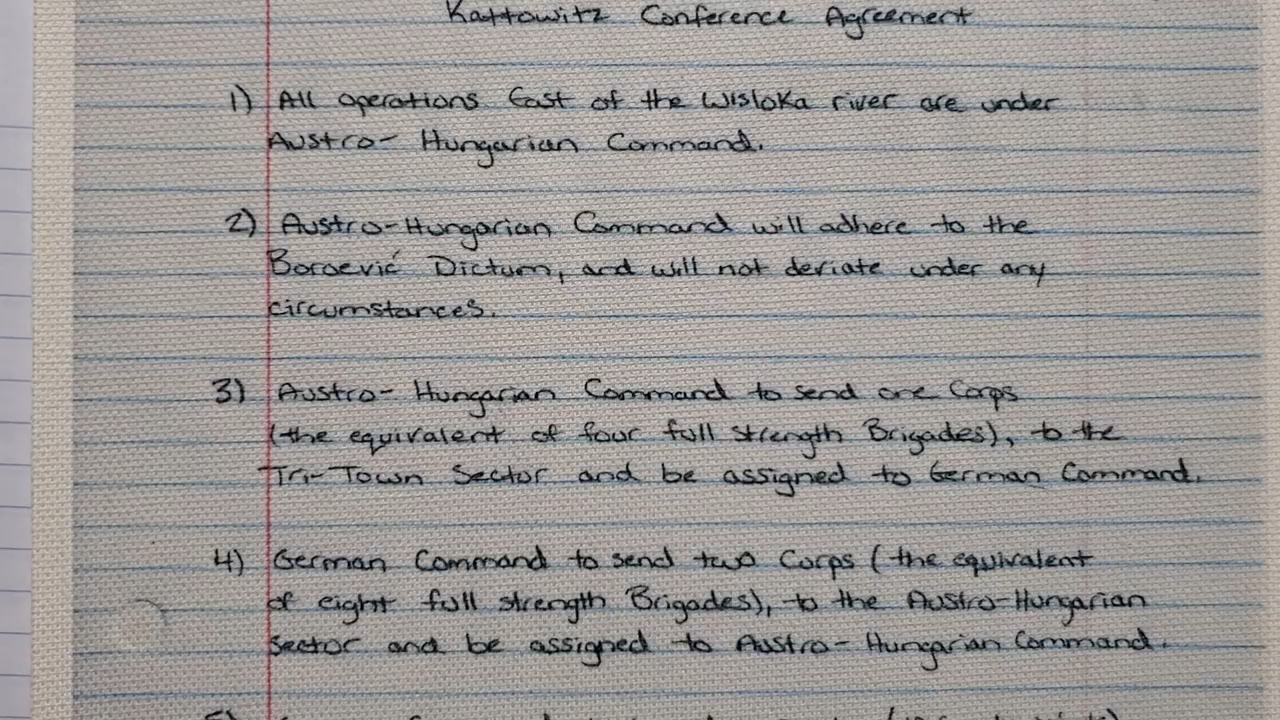 Kattowitz Conference Agreement
1) All operations East of the Wisloka river are under
Austro-Hungarian Command.
2) Austro-Hungarian Command will adhere to the
Boroević Dictum, and will not deviate under any
circumstances.
3) Austro-Hungarian Command to send one Corps
(the equivalent of four full strength Brigades), to the
Tri-Town Sector and be assigned to German Command.
4) German Command to send two Corps (the equivalent
of eight full strength Brigades), to the Austro-Hungarian
Sector and be assigned to Austro-Hungarian Command.
5)